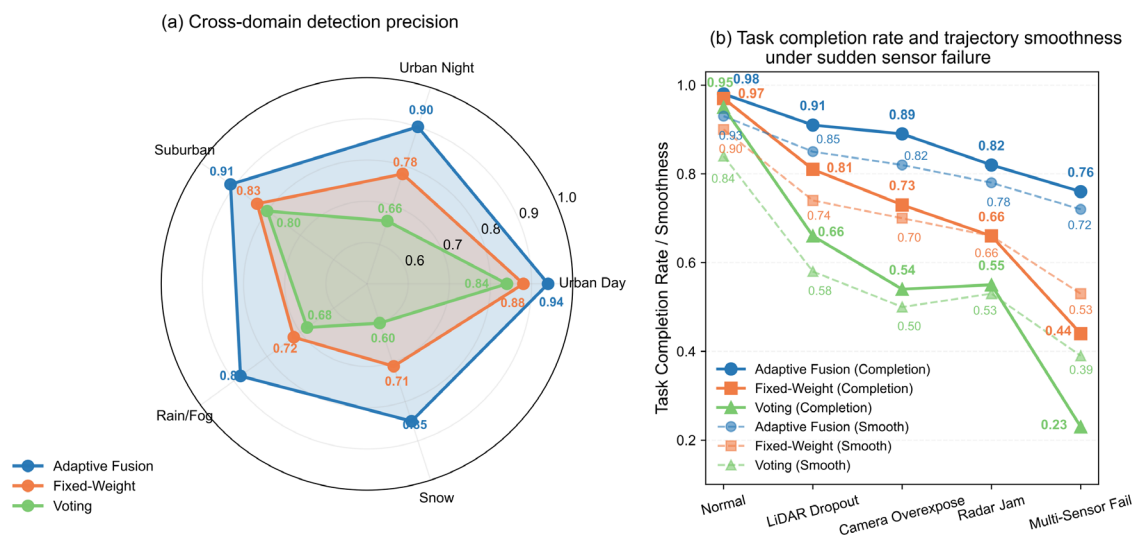 (a) Cross-domain detection precision
Urban Night
0.90
Suburban
0.91
0.78
0.83
1.0
0.66
0.9
0.80
0.8
0.7
0.6
Urban Day
0.84
0.88
0.94
0.68
0.60
0.72
0.71
0.8
Rain/Fog
0.85
Snow
Adaptive Fusion
Fixed-Weight
Voting
(b) Task completion rate and trajectory smoothness
under sudden sensor failure
Task Completion Rate / Smoothness
1.0
0.8
0.6
0.4
0.2
0.95
0.98
0.97
0.91
0.89
0.82
0.76
0.93
0.90
0.84
0.85
0.82
0.78
0.72
0.81
0.73
0.66
0.44
0.74
0.70
0.66
0.53
0.66
0.54
0.55
0.23
0.58
0.50
0.53
0.39
Adaptive Fusion (Completion)
Fixed-Weight (Completion)
Voting (Completion)
Adaptive Fusion (Smooth)
Fixed-Weight (Smooth)
Voting (Smooth)
Normal
LiDAR Dropout
Camera Overexpose
Radar Jam
Multi-Sensor Fail